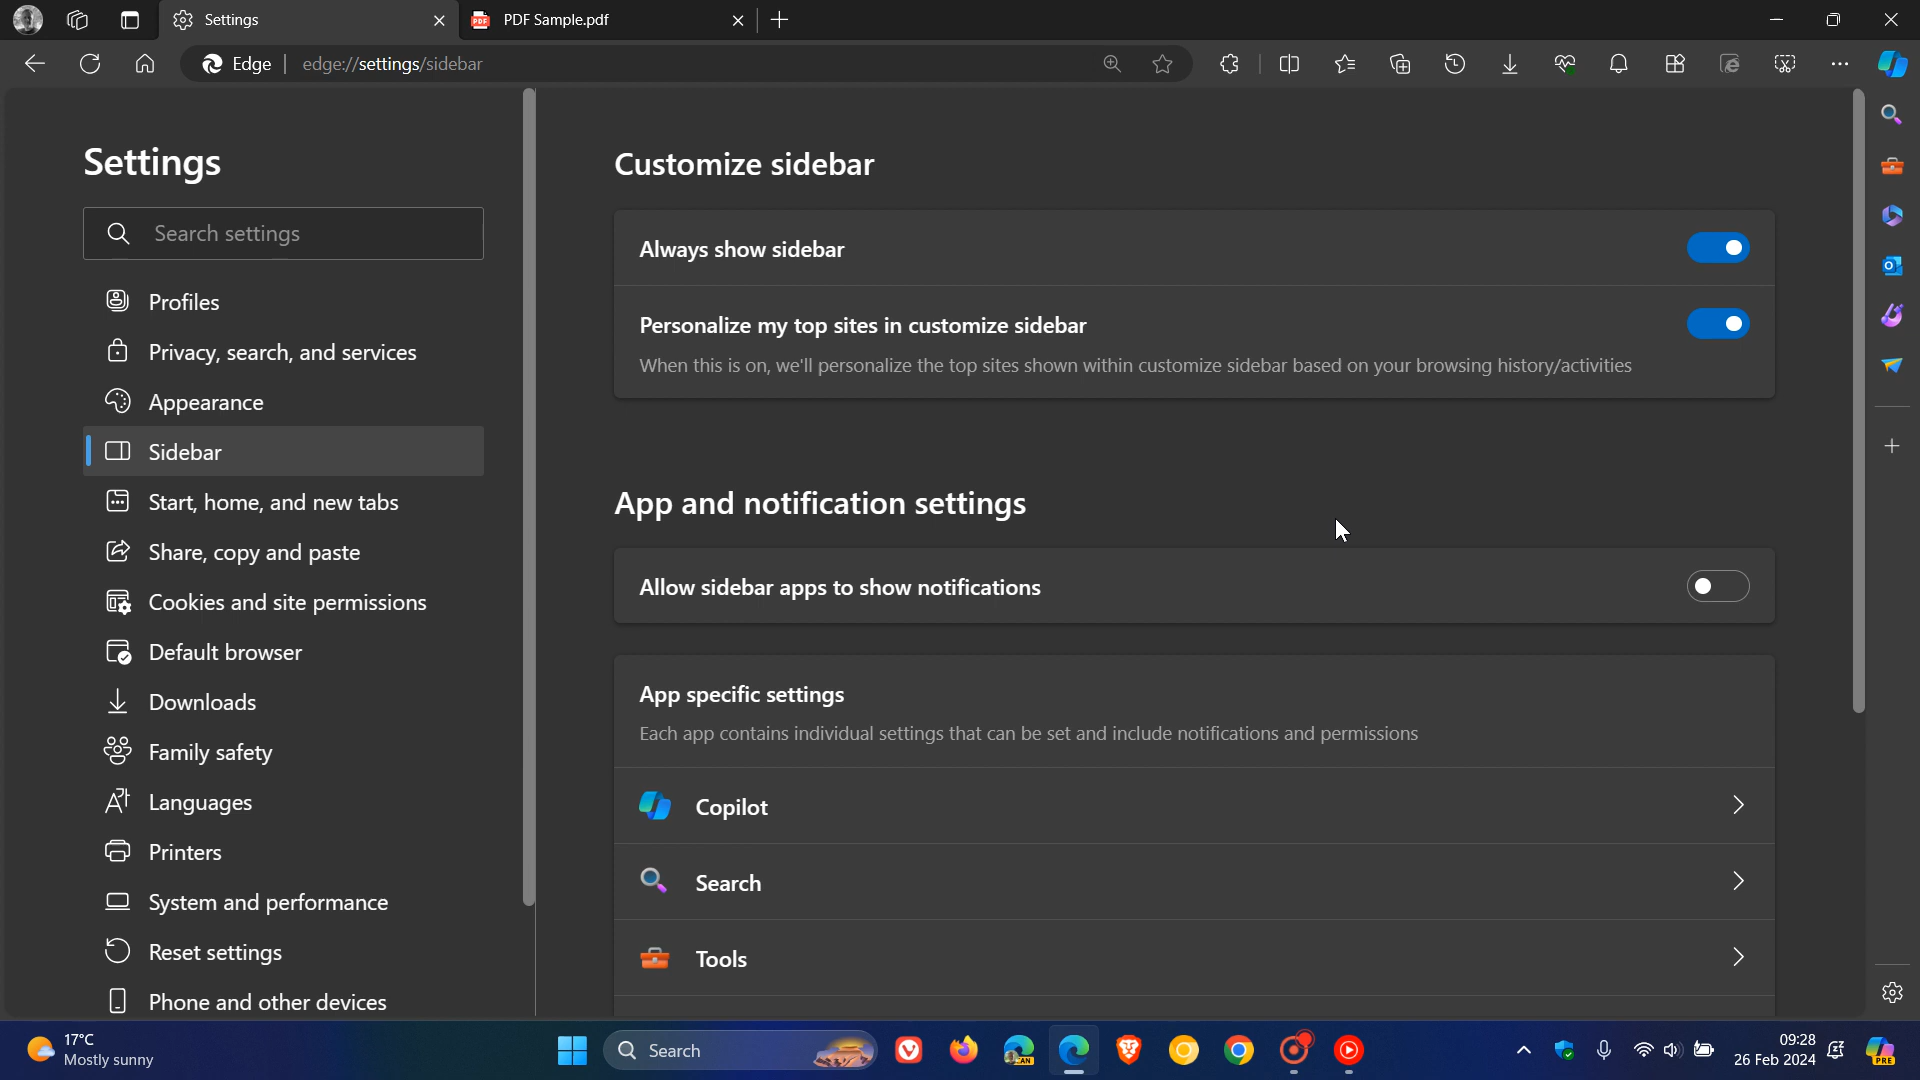 Settings
PDF PDF Sample.pdf
Edge edge://settings/sidebar
Settings
Search settings
Profiles
Privacy, search, and services
Appearance
Sidebar
Start, home, and new tabs
Share, copy and paste
Cookies and site permissions
Default browser
Downloads
Family safety
Languages
Printers
System and performance
Reset settings
Phone and other devices
Customize sidebar
Always show sidebar
Personalize my top sites in customize sidebar
When this is on, we'll personalize the top sites shown within customize sidebar based on your browsing history/activities
App and notification settings
Allow sidebar apps to show notifications
App specific settings
Each app contains individual settings that can be set and include notifications and permissions
Copilot
Search
Tools
17°C
Mostly sunny
Search
CAN
09:28
26 Feb 2024
PRE